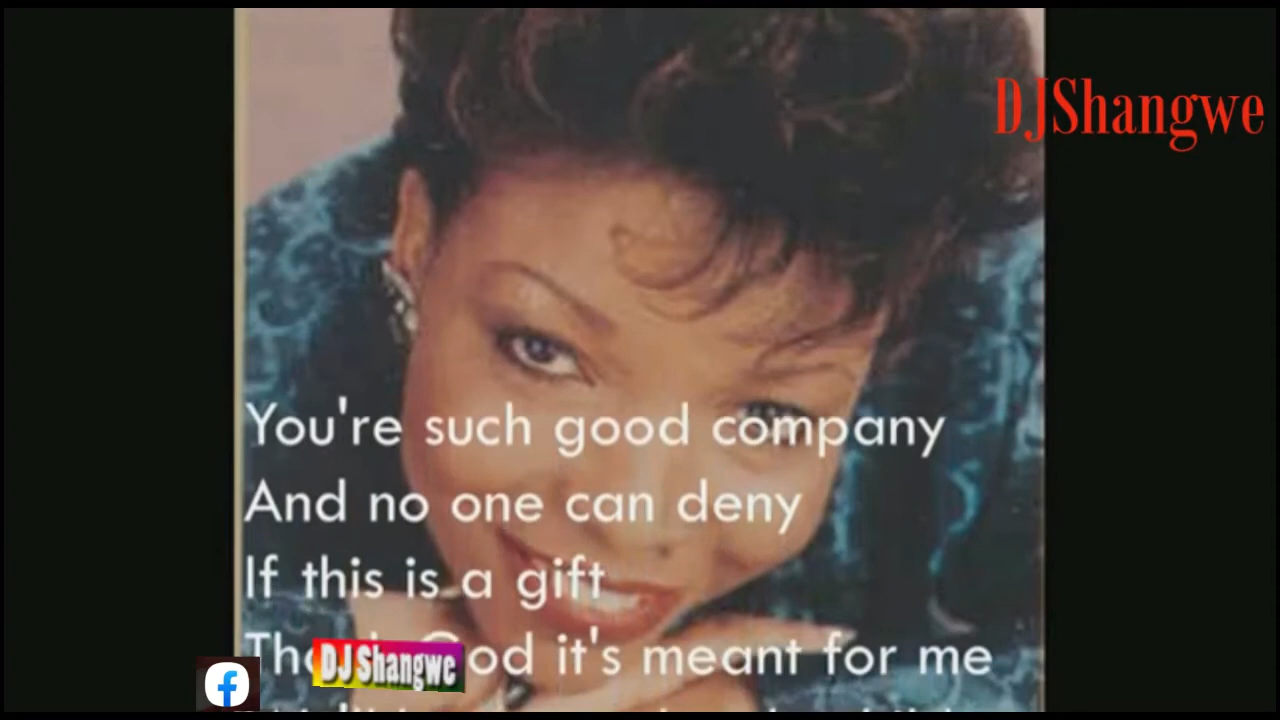 DJShangwe
You're such good company
And no one can deny
If this is a gift
God it's meant for me
DJ Shangwe